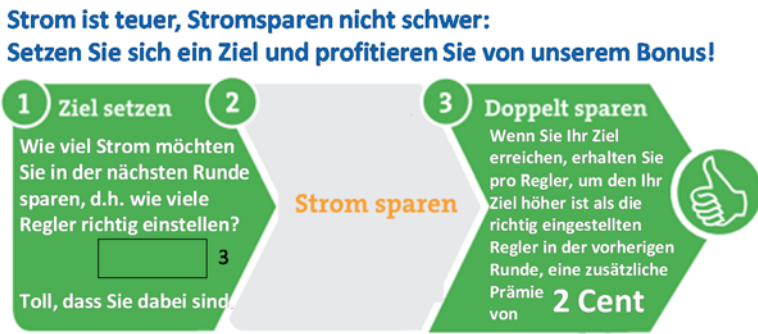 Strom ist teuer, Stromsparen nicht schwer:
Setzen Sie sich ein Ziel und profitieren Sie von unserem Bonus!
1 Ziel setzen
Wie viel Strom möchten
Sie in der nächsten Runde
sparen, d.h. wie viele
Regler richtig einstellen?
3
Toll, dass Sie dabei sind.
2
Strom sparen
3 Doppelt sparen
Wenn Sie Ihr Ziel
erreichen, erhalten Sie
pro Regler, um den Ihr
Ziel höher ist als die
richtig eingestellten
Regler in der vorherigen
Runde, eine zusätzliche
Prämie
von 2 Cent